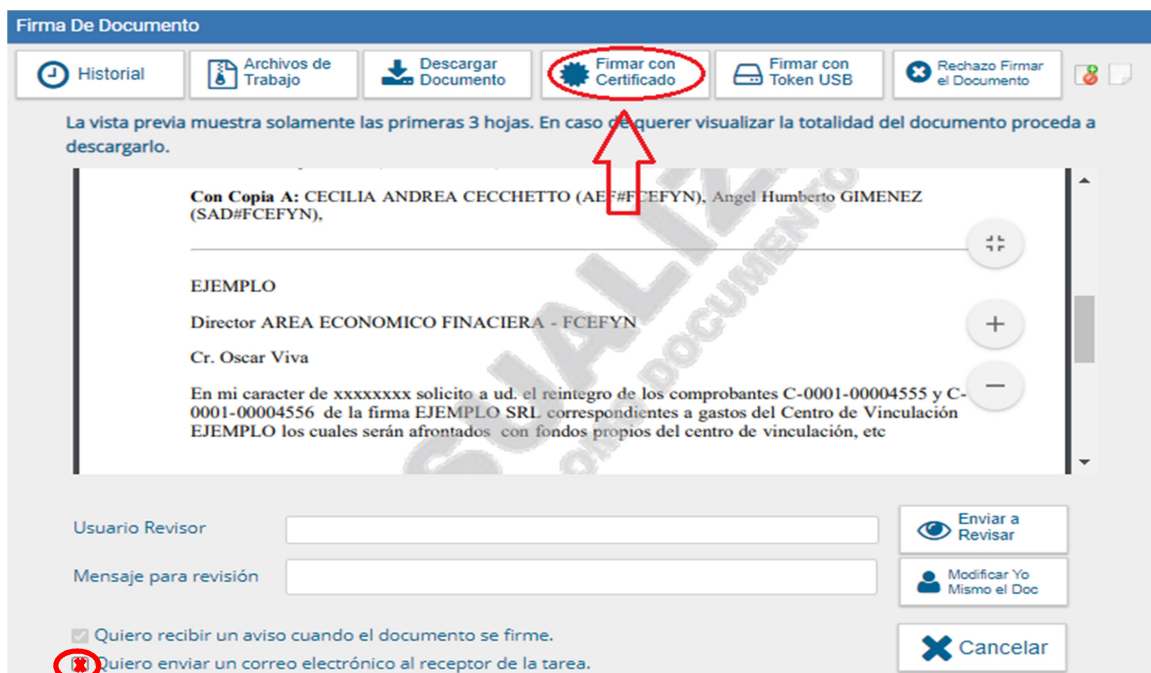 Firma De Documento
Historial
Archivos de
Trabajo
Descargar
Documento
Firmar con
Certificado
Firmar con
Token USB
Rechazo Firmar
el Documento
La vista previa muestra solamente las primeras 3 hojas. En caso de querer visualizar la totalidad del documento proceda a
descargarlo.
Con Copia A: CECILIA ANDREA CECCHETTO (AEF#FCEFYN), Angel Humberto GIMENEZ
(SAD#FCEFYN),
EJEMPLO
Director AREA ECONOMICO FINACIERA - FCEFYN
Cr. Oscar Viva
En mi caracter de xxxxxxxx solicito a ud. el reintegro de los comprobantes C-0001-00004555 y C-
0001-00004556 de la firma EJEMPLO SRL correspondientes a gastos del Centro de Vinculación
EJEMPLO los cuales serán afrontados con fondos propios del centro de vinculación, etc
SUALIZ
OMO DOCUMENTO
Usuario Revisor
Enviar a
Revisar
Mensaje para revisión
Modificar Yo
Mismo el Doc
Quiero recibir un aviso cuando el documento se firme.
Quiero enviar un correo electrónico al receptor de la tarea.
Cancelar